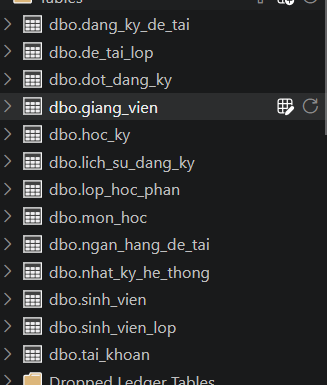 Tables
dbo.dang_ky_de_tai
dbo.de_tai_lop
dbo.dot_dang_ky
dbo.giang_vien
dbo.hoc_ky
dbo.lich_su_dang_ky
dbo.lop_hoc_phan
dbo.mon_hoc
dbo.ngan_hang_de_tai
dbo.nhat_ky_he_thong
dbo.sinh_vien
dbo.sinh_vien_lop
dbo.tai_khoan
Dropped Ledger Tables